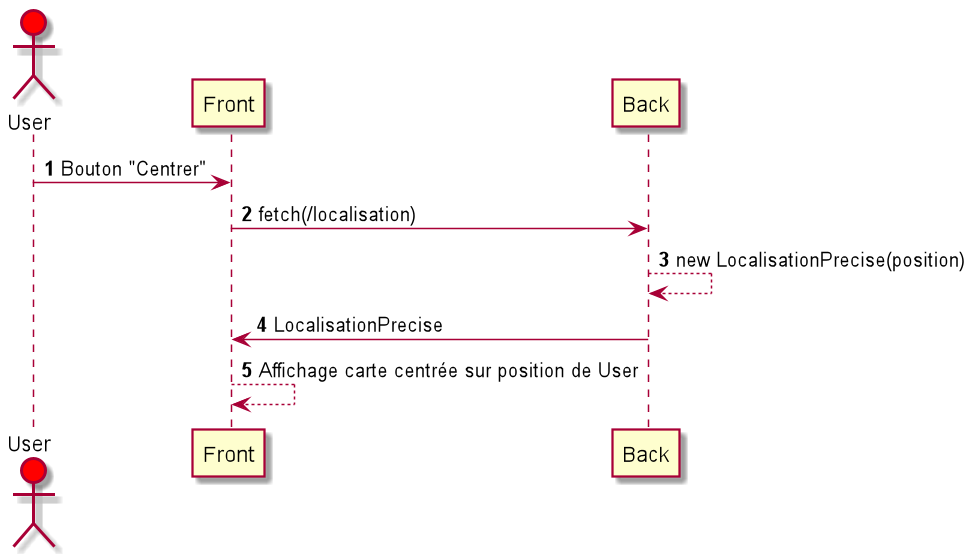 User
Front
Back
1 Bouton "Centrer"
2 fetch(/localisation)
3 new LocalisationPrecise(position)
4 LocalisationPrecise
5 Affichage carte centrée sur position de User
User
Front
Back